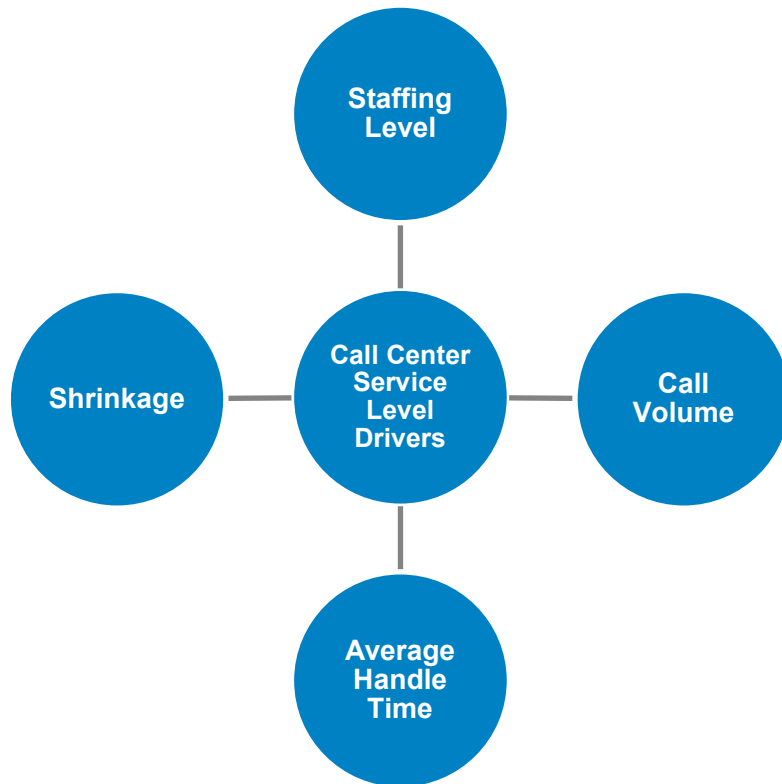 Staffing
Level
Shrinkage
Call Center
Service
Level
Drivers
Call
Volume
Average
Handle
Time